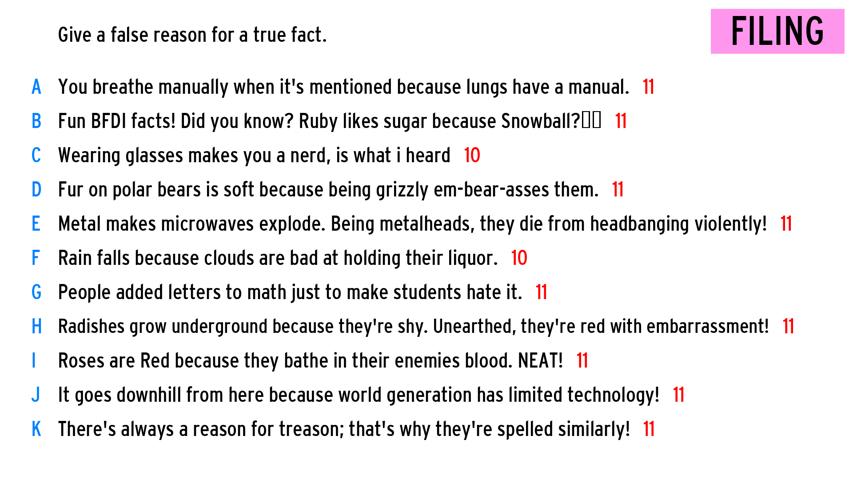 Give a false reason for a true fact.
FILING
A You breathe manually when it's mentioned because lungs have a manual. 11
B Fun BFDI facts! Did you know? Ruby likes sugar because Snowball?▯▯ 11
C Wearing glasses makes you a nerd, is what i heard 10
D Fur on polar bears is soft because being grizzly em-bear-asses them. 11
E Metal makes microwaves explode. Being metalheads, they die from headbanging violently! 11
F Rain falls because clouds are bad at holding their liquor. 10
G People added letters to math just to make students hate it. 11
H Radishes grow underground because they're shy. Unearthed, they're red with embarrassment! 11
I Roses are Red because they bathe in their enemies blood. NEAT! 11
J It goes downhill from here because world generation has limited technology! 11
K There's always a reason for treason; that's why they're spelled similarly! 11